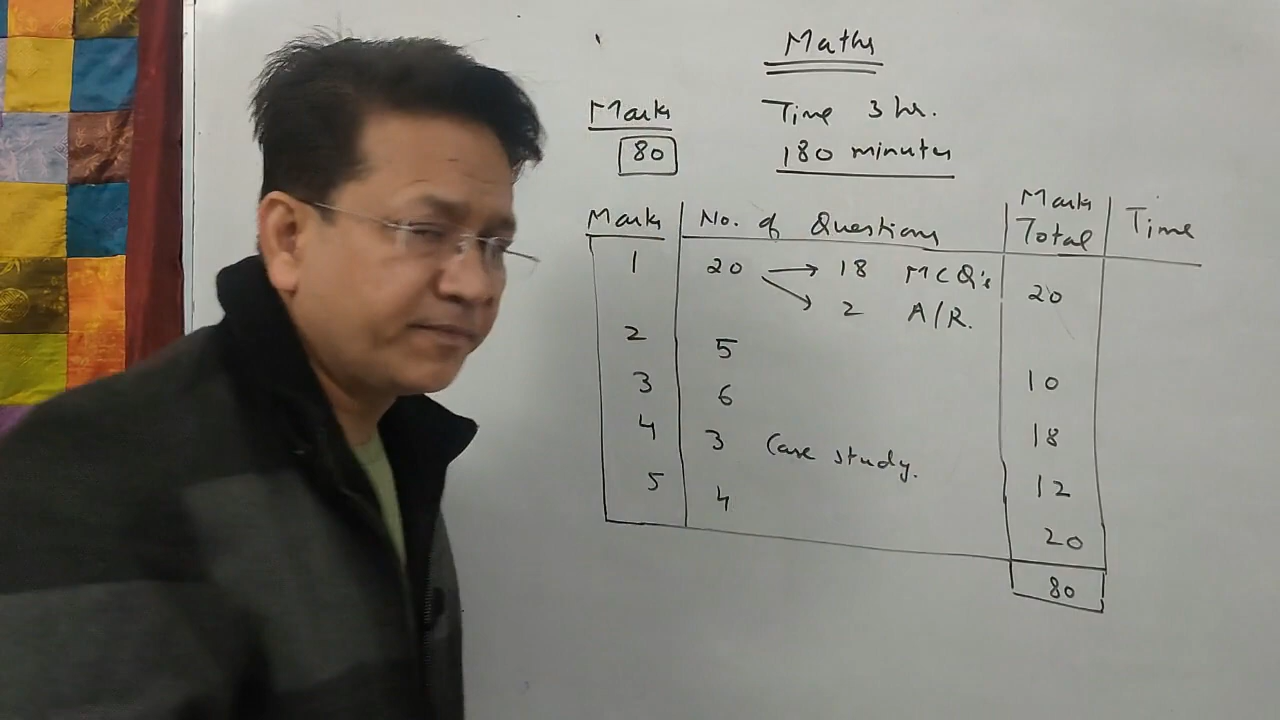 Maths
Marks Time 3 hr.
80 180 minutes
Marks No. of Questions Marks Total Time
1 20 → 18 MCQ's 20
2 A/R.
2 5 10
3 6 18
4 3 Case study. 12
5 4 20
80